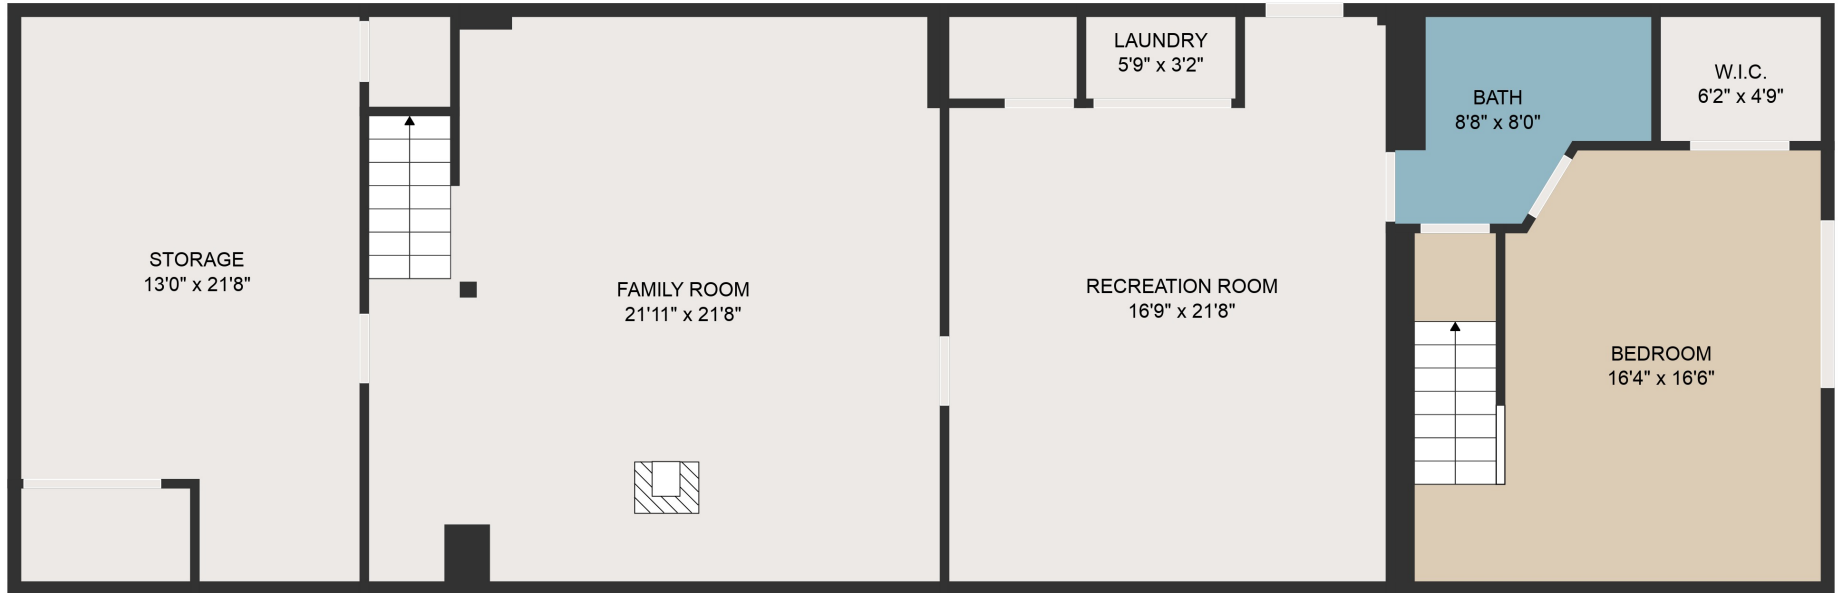 STORAGE
13'0" x 21'8"
FAMILY ROOM
21'11" x 21'8"
LAUNDRY
5'9" x 3'2"
RECREATION ROOM
16'9" x 21'8"
BATH
8'8" x 8'0"
W.I.C.
6'2" x 4'9"
BEDROOM
16'4" x 16'6"